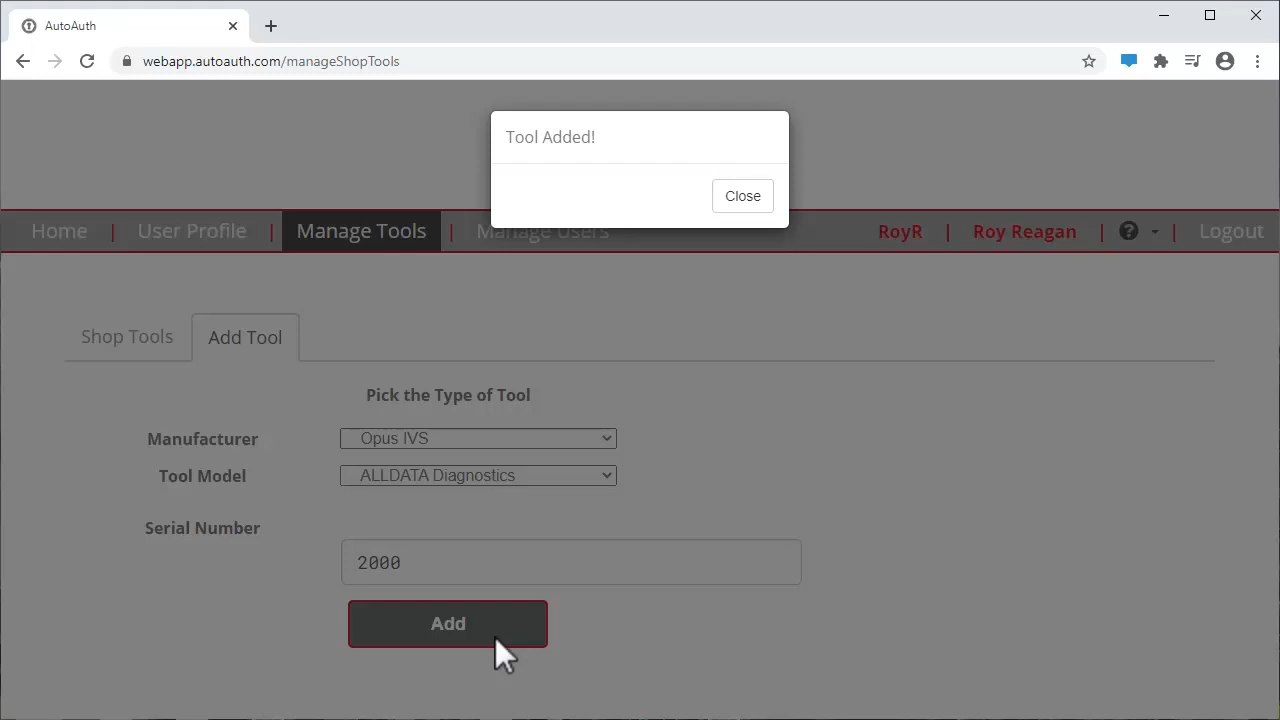 AutoAuth
webapp.autoauth.com/manageShopTools
Tool Added!
Close
Home | User Profile | Manage Tools | Manage Users RoyR | Roy Reagan | ? | Logout
Shop Tools Add Tool
Pick the Type of Tool
Manufacturer Opus IVS
Tool Model ALLDATA Diagnostics
Serial Number
2000
Add